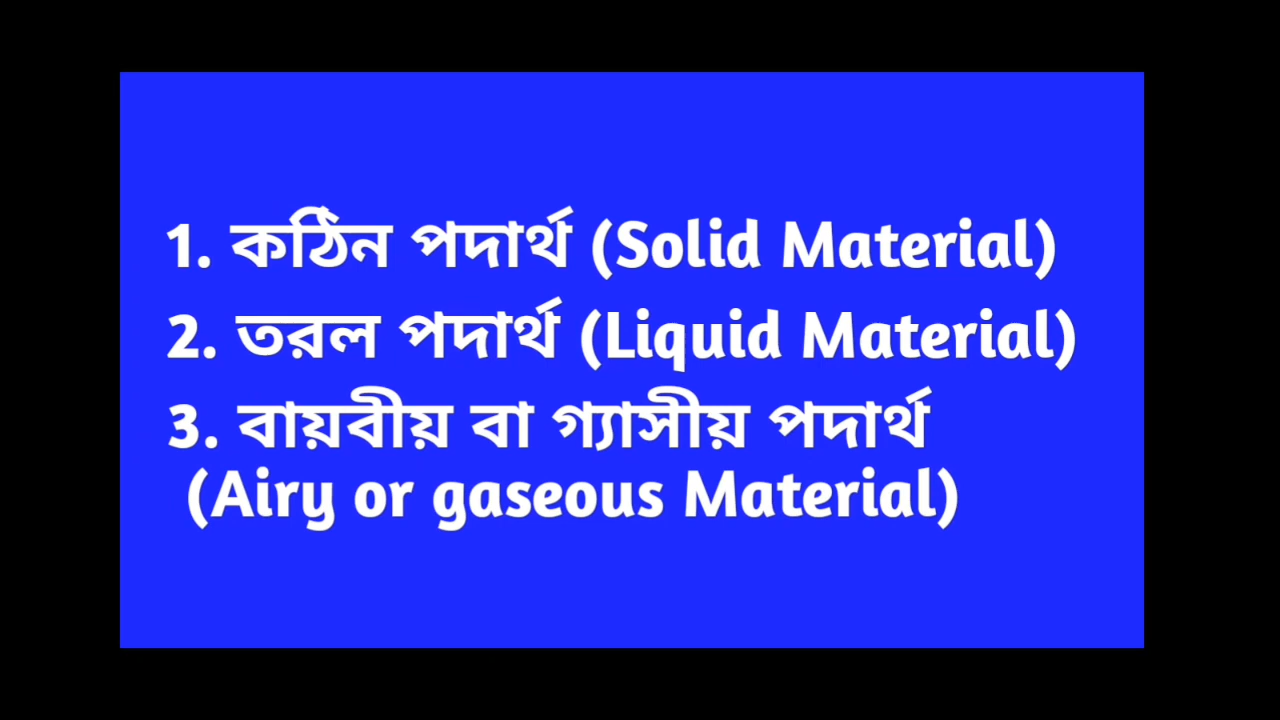 1. কঠিন পদার্থ (Solid Material)
2. তরল পদার্থ (Liquid Material)
3. বায়বীয় বা গ্যাসীয় পদার্থ
(Airy or gaseous Material)